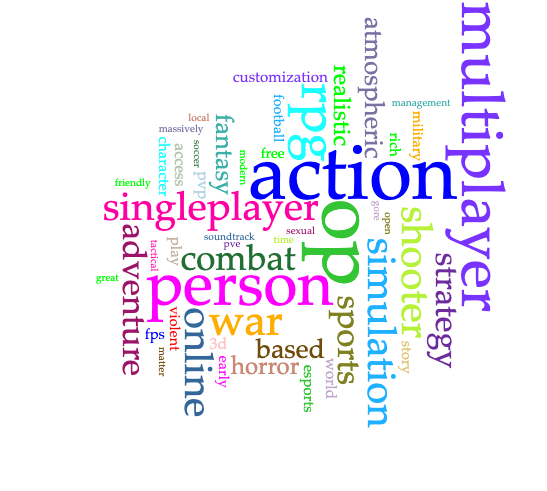 multiplayer
atmospheric
customization
realistic
rpg
football
management
military
local
massively
fantasy
rich
soccer
character
access
modern
free
pvp
action
friendly
singleplayer
op
gore
open
shooter
sexual
soundtrack
pve
time
adventure
tactical
play
combat
simulation
strategy
great
person
sports
war
violent
online
fps
3d
based
story
matter
early
horror
world
esports